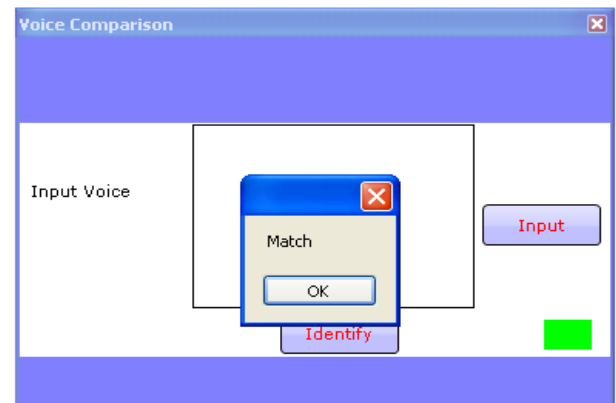 Voice Comparison
Input Voice
Input
Match
OK
Identify